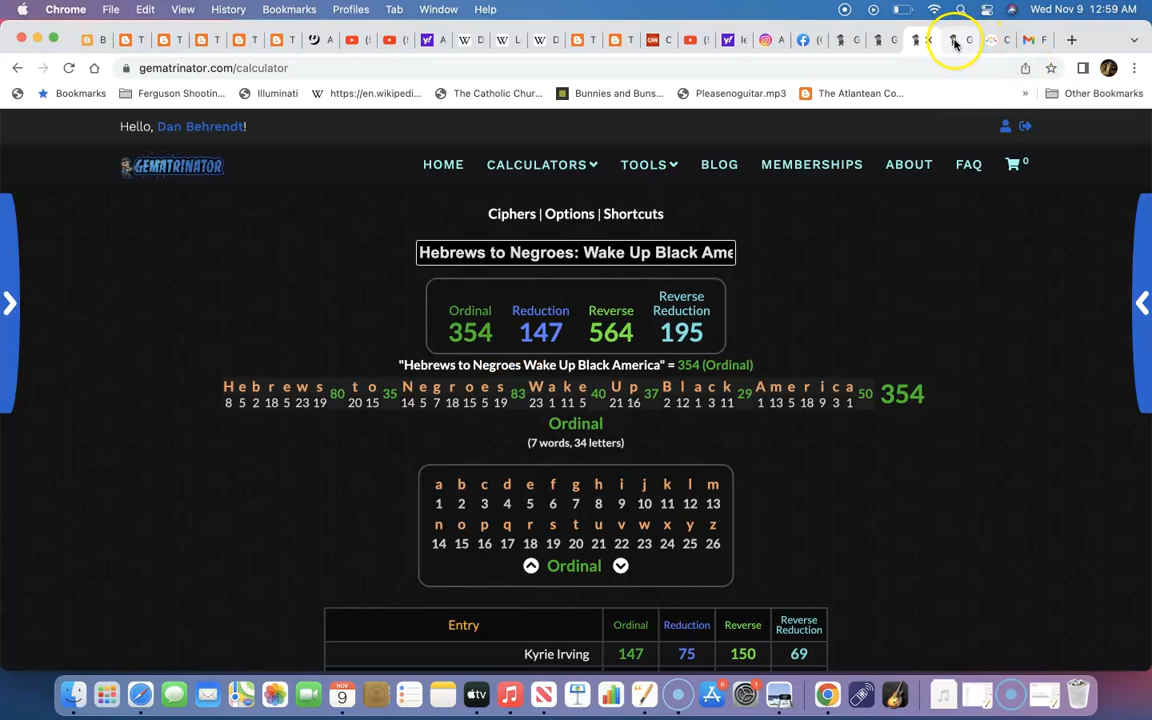 Chrome File Edit View History Bookmarks Profiles Tab Window Help Wed Nov 9 12:59 AM
B T T T T T A ( ( A D L D T T CNN C ( le A ( G G G C F
gematrinator.com/calculator
Bookmarks Ferguson Shootin... Illuminati https://en.wikipedi... The Catholic Chur... Bunnies and Buns... Pleasenoguitar.mp3 The Atlantean Co... » Other Bookmarks
Hello, Dan Behrendt!
GEMATRINATOR HOME CALCULATORS TOOLS BLOG MEMBERSHIPS ABOUT FAQ 0
Ciphers | Options | Shortcuts
Hebrews to Negroes: Wake Up Black Ame
Ordinal Reduction Reverse Reverse Reduction
354 147 564 195
"Hebrews to Negroes Wake Up Black America" = 354 (Ordinal)
H e b r e w s 80 t o 35 N e g r o e s 83 W a k e 40 U p 37 B l a c k 29 A m e r i c a 50 354
8 5 2 18 5 23 19 20 15 14 5 7 18 15 5 19 23 1 11 5 21 16 2 12 1 3 11 1 13 5 18 9 3 1
Ordinal
(7 words, 34 letters)
a b c d e f g h i j k l m
1 2 3 4 5 6 7 8 9 10 11 12 13
n o p q r s t u v w x y z
14 15 16 17 18 19 20 21 22 23 24 25 26
Ordinal
Entry Ordinal Reduction Reverse Reverse Reduction
Kyrie Irving 147 75 150 69
NOV 9